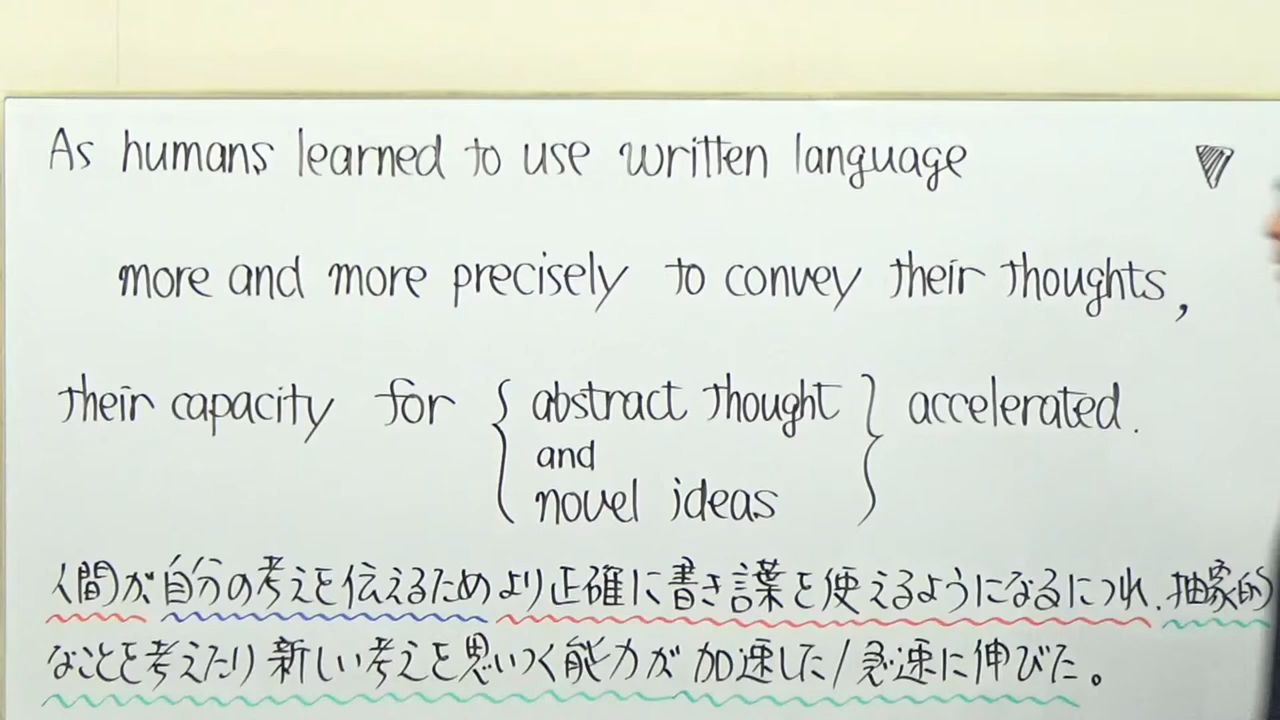 As humans learned to use written language
more and more precisely to convey their thoughts,
their capacity for { abstract thought } accelerated.
and
novel ideas
人間が自分の考えを伝えるためより正確に書き言葉を使えるようになるにつれ、抽象的
なことを考えたり新しい考えを思いつく能力が加速した/急速に伸びた。